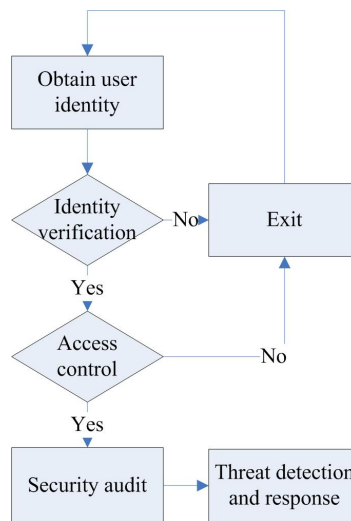 Obtain user
identity
Identity
verification
No
Exit
Yes
Access
control
No
Yes
Security audit
Threat detection
and response